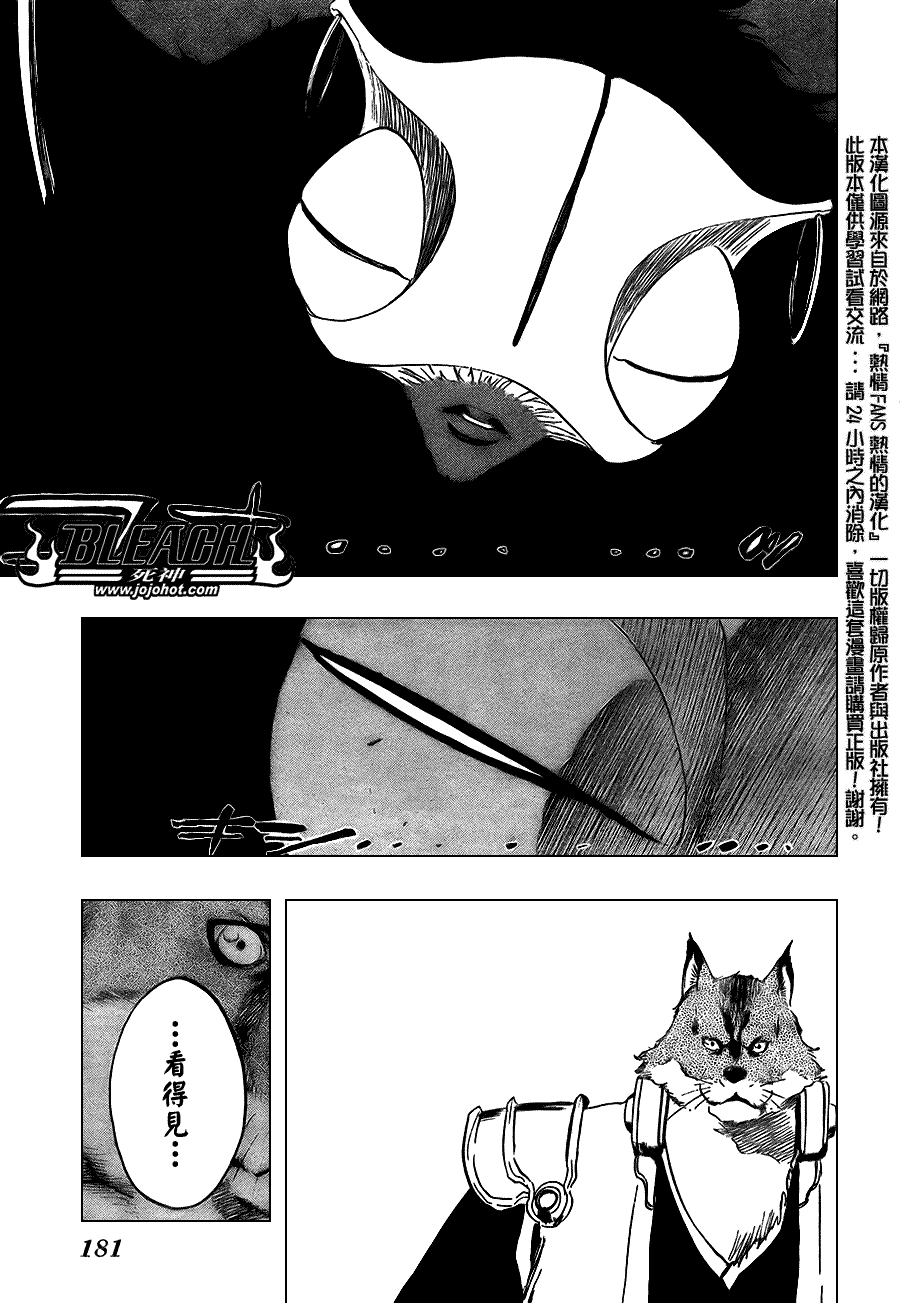 本漢化圖源來自於網路，『熱情FANS 熱情的漢化』一切版權歸原作者與出版社擁有！
此版本僅供學習試看交流…請24小時之內消除，喜歡這套漫畫請購買正版！謝謝。
BLEACH
死神
www.jojohot.com
…看得見…
181